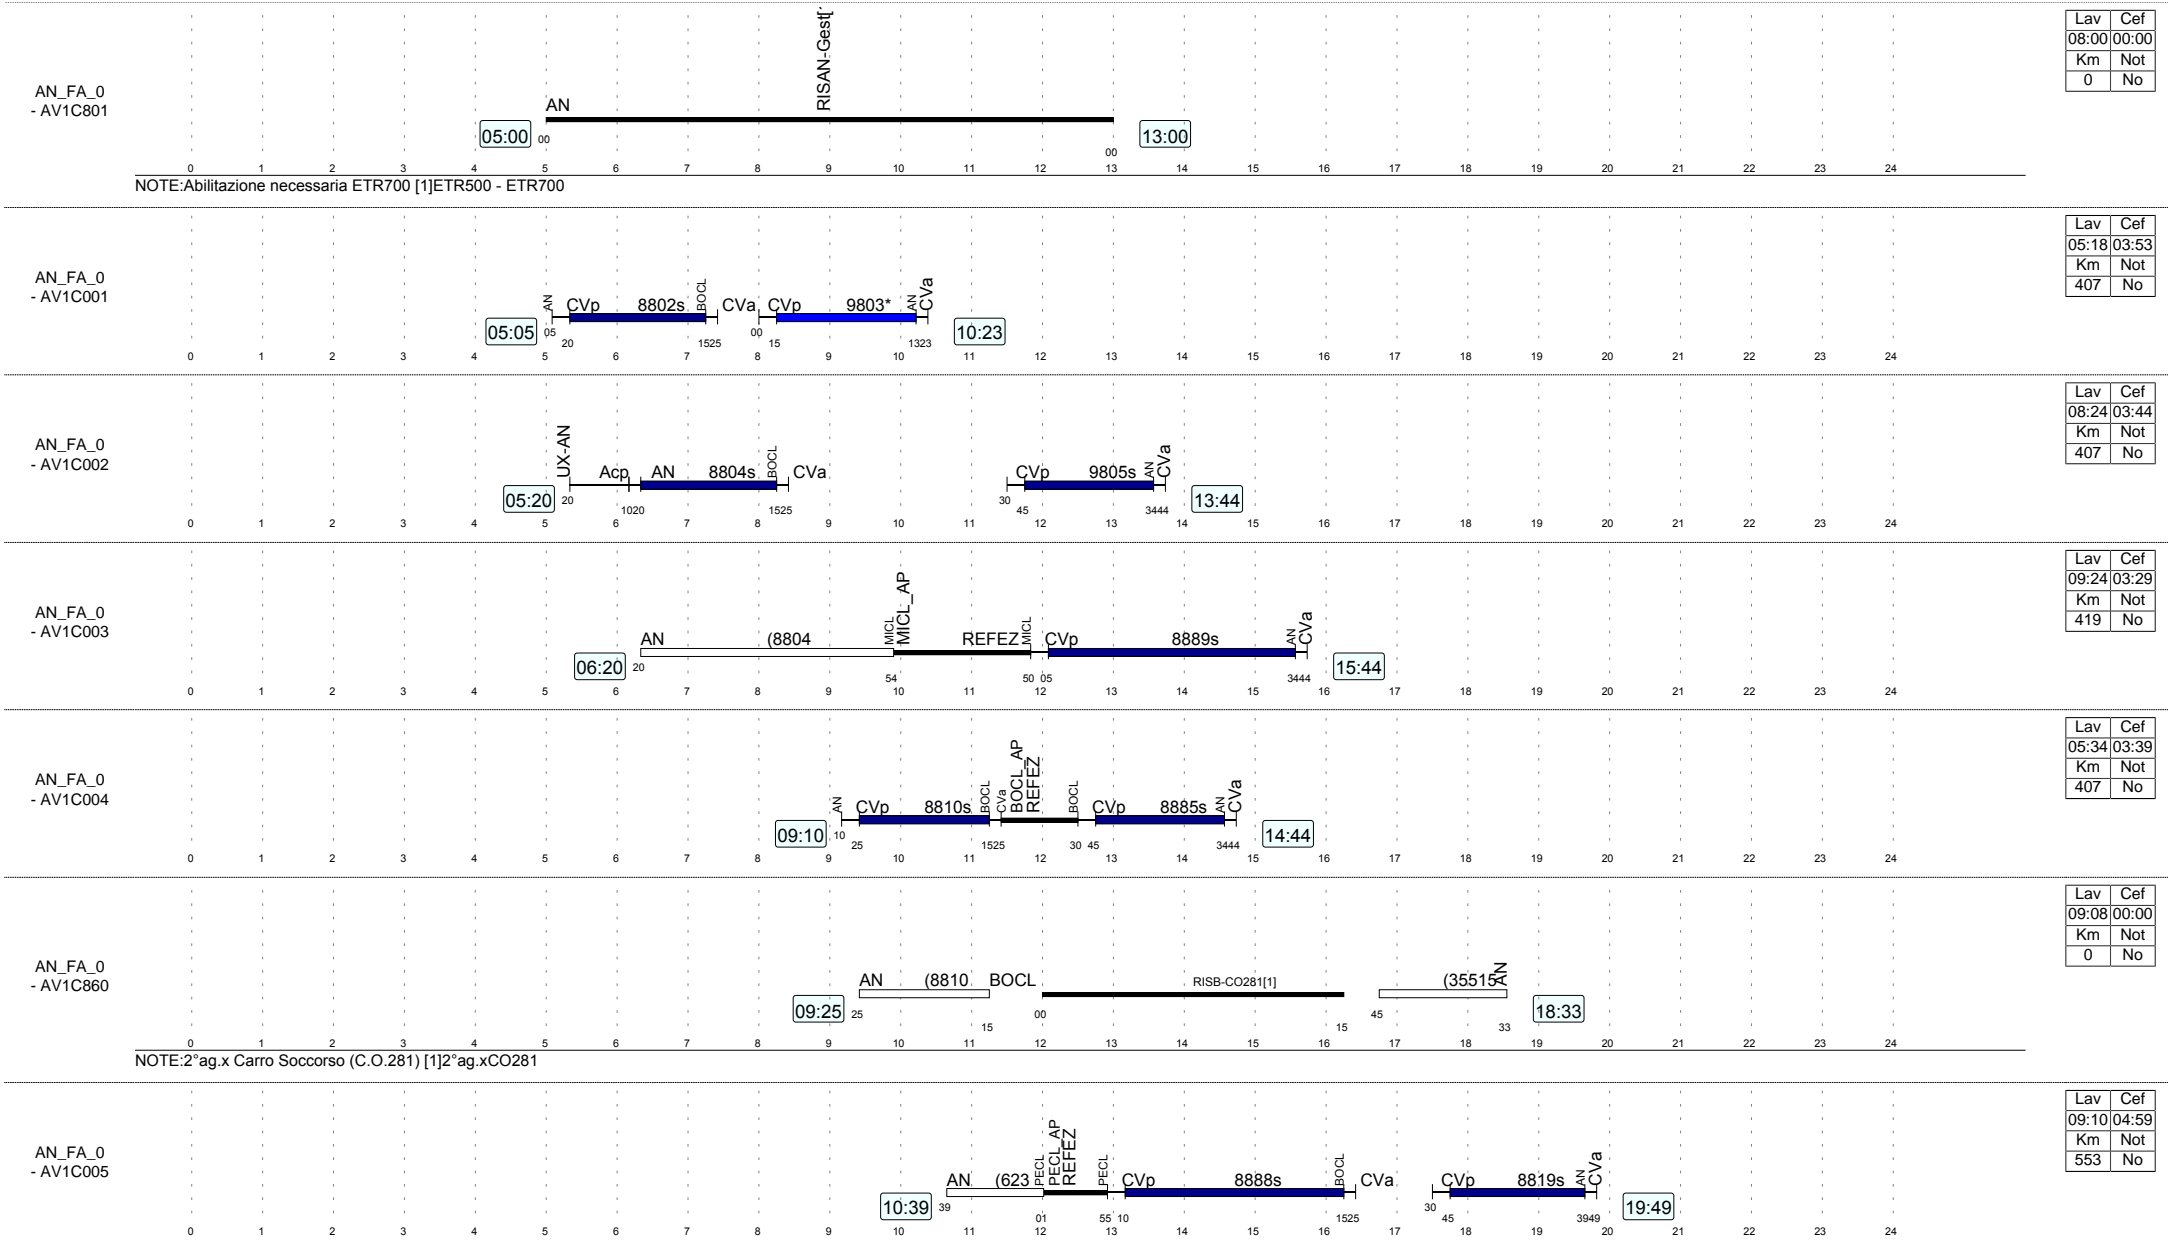 RISAN-Gest[
Lav Cef
08:00 00:00
Km Not
0 No
AN_FA_0
- AV1C801
AN
05:00 00
00 13:00
0 1 2 3 4 5 6 7 8 9 10 11 12 13 14 15 16 17 18 19 20 21 22 23 24
NOTE:Abilitazione necessaria ETR700 [1]ETR500 - ETR700
Lav Cef
05:18 03:53
Km Not
407 No
AN_FA_0
- AV1C001
AN CVp 8802s BOCL CVa CVp 9803* AN CVa
05:05 05 20 1525 00 15 1323 10:23
0 1 2 3 4 5 6 7 8 9 10 11 12 13 14 15 16 17 18 19 20 21 22 23 24
Lav Cef
08:24 03:44
Km Not
407 No
AN_FA_0
- AV1C002
UX-AN Acp AN 8804s BOCL CVa CVp 9805s AN CVa
05:20 20 1020 1525 30 45 3444 13:44
0 1 2 3 4 5 6 7 8 9 10 11 12 13 14 15 16 17 18 19 20 21 22 23 24
Lav Cef
09:24 03:29
Km Not
419 No
AN_FA_0
- AV1C003
AN (8804 MICL MICL_AP REFEZ MICL CVp 8889s AN CVa
06:20 20 54 50 05 3444 15:44
0 1 2 3 4 5 6 7 8 9 10 11 12 13 14 15 16 17 18 19 20 21 22 23 24
Lav Cef
05:34 03:39
Km Not
407 No
AN_FA_0
- AV1C004
AN CVp 8810s BOCL CVa BOCL_AP REFEZ BOCL CVp 8885s AN CVa
09:10 10 25 1525 30 45 3444 14:44
0 1 2 3 4 5 6 7 8 9 10 11 12 13 14 15 16 17 18 19 20 21 22 23 24
Lav Cef
09:08 00:00
Km Not
0 No
AN_FA_0
- AV1C860
AN (8810 BOCL RISB-CO281[1] (35515 AN
09:25 25 15 00 15 45 33 18:33
0 1 2 3 4 5 6 7 8 9 10 11 12 13 14 15 16 17 18 19 20 21 22 23 24
NOTE:2°ag.x Carro Soccorso (C.O.281) [1]2°ag.xCO281
Lav Cef
09:10 04:59
Km Not
553 No
AN_FA_0
- AV1C005
AN (623 PECL PECL_AP REFEZ PECL CVp 8888s BOCL CVa CVp 8819s AN CVa
10:39 39 01 55 10 1525 30 45 3949 19:49
0 1 2 3 4 5 6 7 8 9 10 11 12 13 14 15 16 17 18 19 20 21 22 23 24